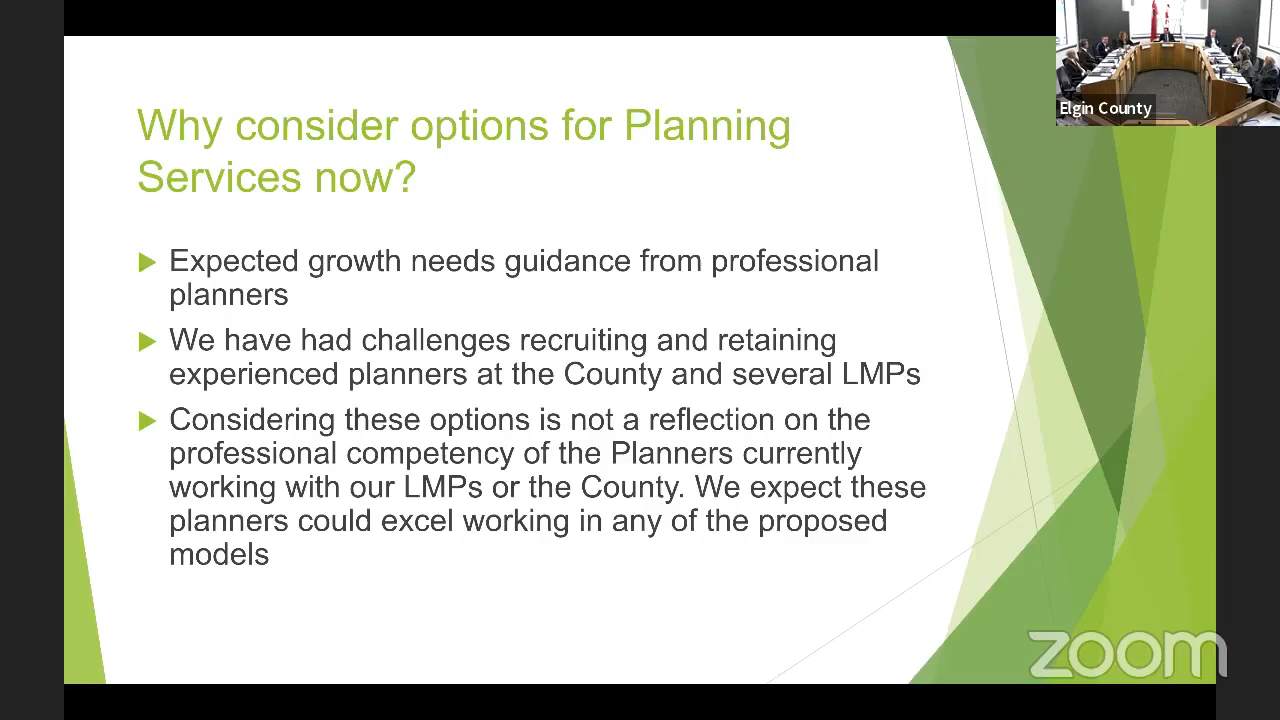 Why consider options for Planning
Services now?
Expected growth needs guidance from professional
planners
We have had challenges recruiting and retaining
experienced planners at the County and several LMPs
Considering these options is not a reflection on the
professional competency of the Planners currently
working with our LMPs or the County. We expect these
planners could excel working in any of the proposed
models
Elgin County
zoom